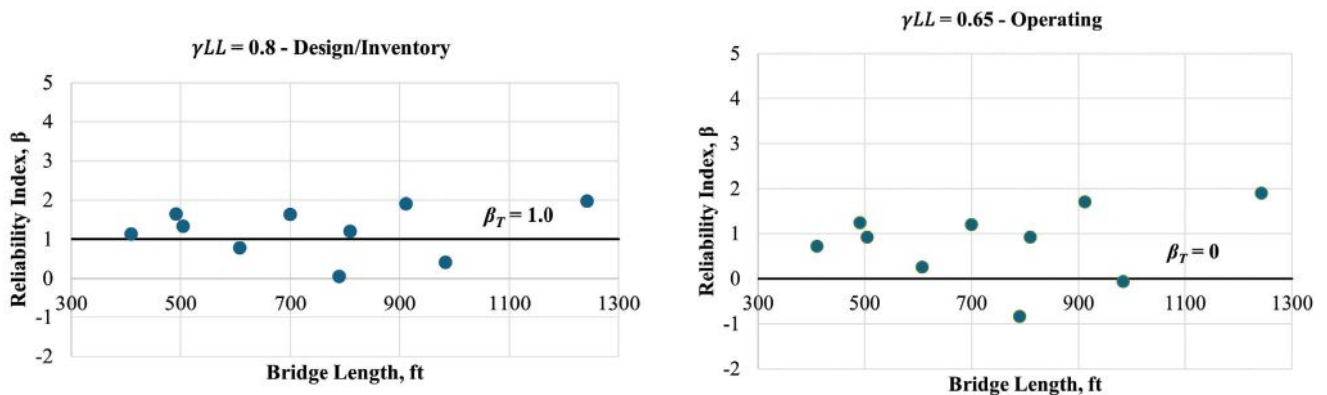 γLL = 0.8 - Design/Inventory
5
4
3
2
1
0
-1
-2
300 500 700 900 1100 1300
Reliability Index, β
β_T = 1.0
Bridge Length, ft
γLL = 0.65 - Operating
5
4
3
2
1
0
-1
-2
300 500 700 900 1100 1300
Reliability Index, β
β_T = 0
Bridge Length, ft